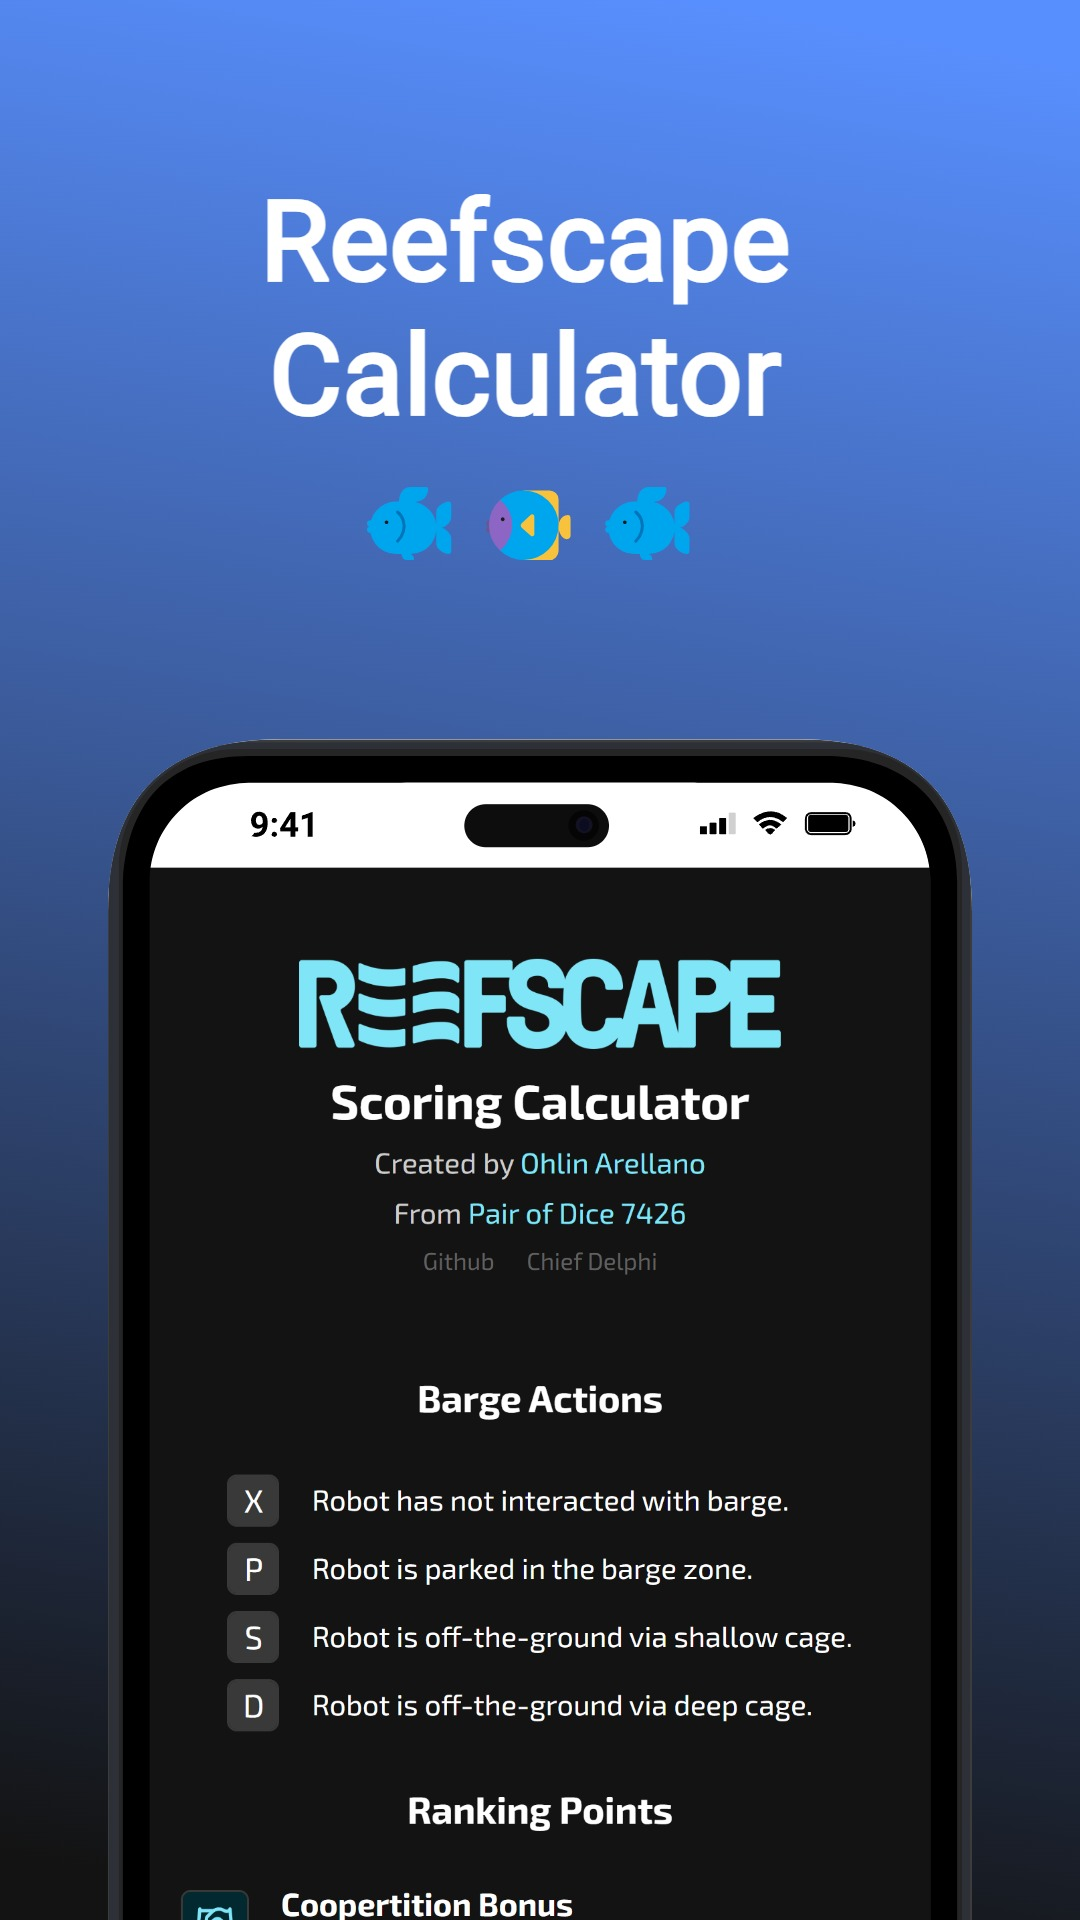 Reefscape
Calculator
9:41
REEFSCAPE
Scoring Calculator
Created by Ohlin Arellano
From Pair of Dice 7426
Github Chief Delphi
Barge Actions
X Robot has not interacted with barge.
P Robot is parked in the barge zone.
S Robot is off-the-ground via shallow cage.
D Robot is off-the-ground via deep cage.
Ranking Points
Coopertition Bonus